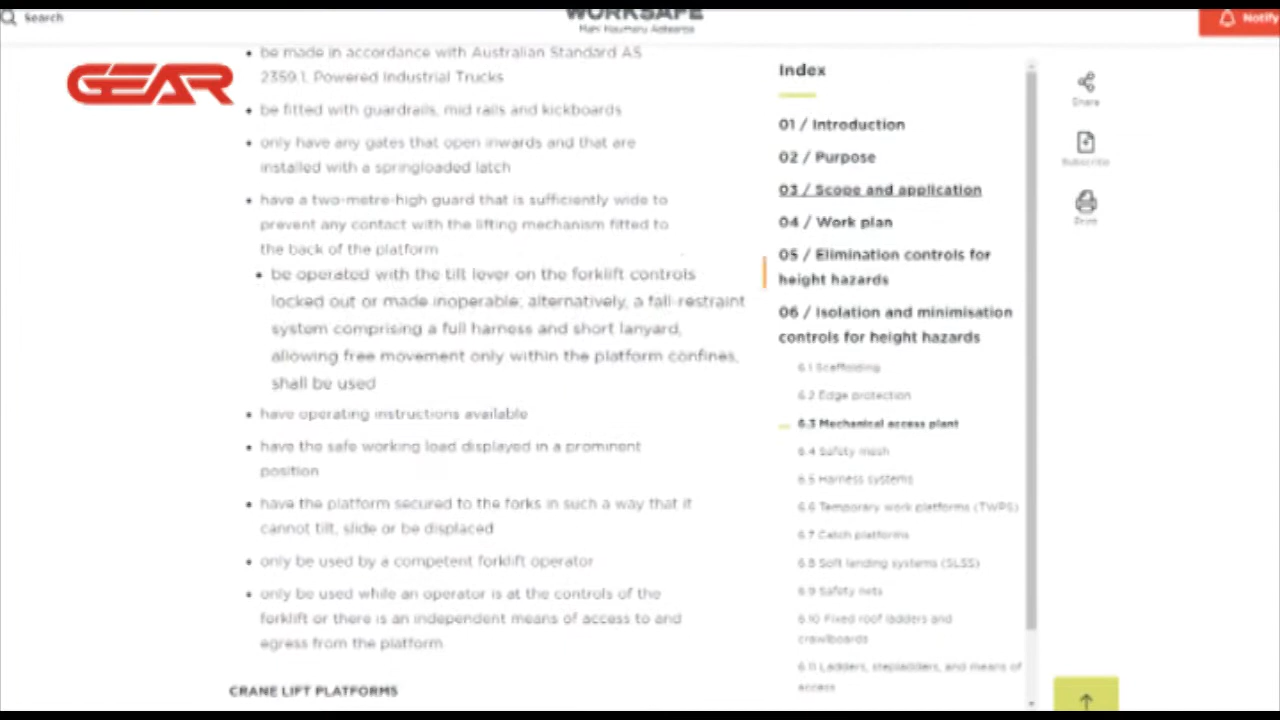 Search
WORKSAFE
Mahi Haumaru Aotearoa
Notify
GEAR
• be made in accordance with Australian Standard AS
2359.1. Powered Industrial Trucks
• be fitted with guardrails, mid rails and kickboards
• only have any gates that open inwards and that are
installed with a springloaded latch
• have a two-metre-high guard that is sufficiently wide to
prevent any contact with the lifting mechanism fitted to
the back of the platform
• be operated with the tilt lever on the forklift controls
locked out or made inoperable; alternatively, a fall-restraint
system comprising a full harness and short lanyard,
allowing free movement only within the platform confines,
shall be used
• have operating instructions available
• have the safe working load displayed in a prominent
position
• have the platform secured to the forks in such a way that it
cannot tilt, slide or be displaced
• only be used by a competent forklift operator
• only be used while an operator is at the controls of the
forklift or there is an independent means of access to and
egress from the platform
CRANE LIFT PLATFORMS
Index
01 / Introduction
02 / Purpose
03 / Scope and application
04 / Work plan
05 / Elimination controls for
height hazards
06 / Isolation and minimisation
controls for height hazards
6.1 Scaffolding
6.2 Edge protection
6.3 Mechanical access plant
6.4 Safety mesh
6.5 Harness systems
6.6 Temporary work platforms (TWPS)
6.7 Catch platforms
6.8 Soft landing systems (SLSS)
6.9 Safety nets
6.10 Fixed roof ladders and
crawlboards
6.11 Ladders, stepladders, and means of
access
Share
Subscribe
Print